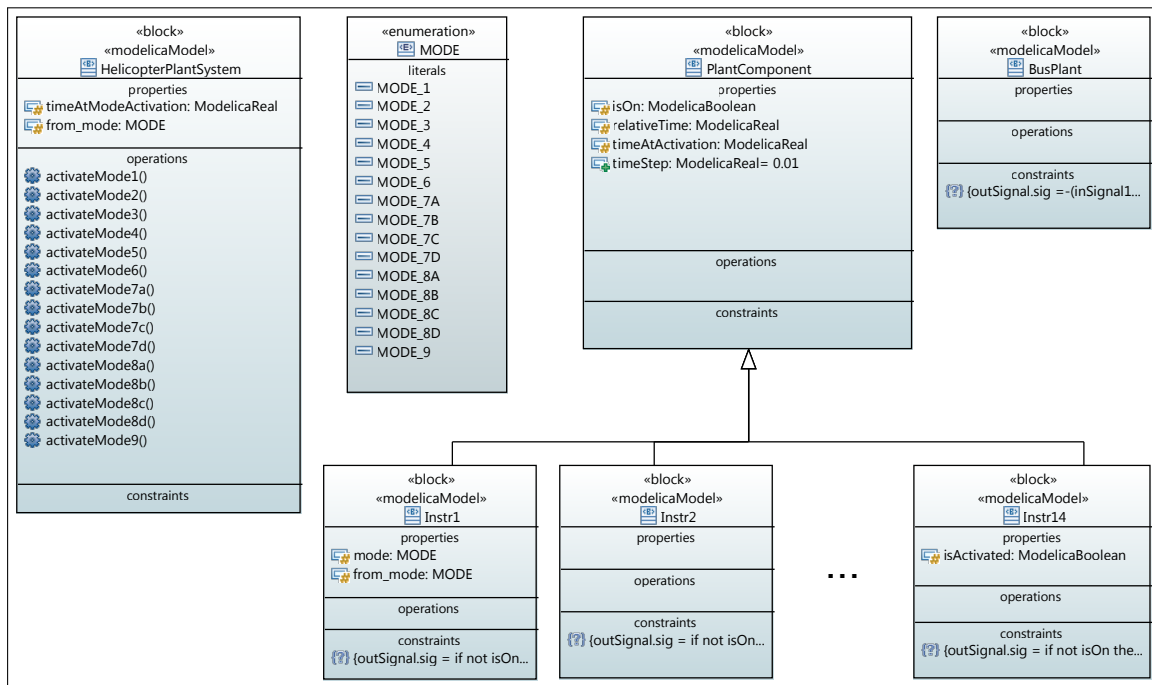 «block»
«modelicaModel»
HelicopterPlantSystem
properties
timeAtModeActivation: ModelicaReal
from_mode: MODE
operations
activateMode1()
activateMode2()
activateMode3()
activateMode4()
activateMode5()
activateMode6()
activateMode7a()
activateMode7b()
activateMode7c()
activateMode7d()
activateMode8a()
activateMode8b()
activateMode8c()
activateMode8d()
activateMode9()
constraints
«enumeration»
MODE
literals
MODE_1
MODE_2
MODE_3
MODE_4
MODE_5
MODE_6
MODE_7A
MODE_7B
MODE_7C
MODE_7D
MODE_8A
MODE_8B
MODE_8C
MODE_8D
MODE_9
«block»
«modelicaModel»
PlantComponent
properties
isOn: ModelicaBoolean
relativeTime: ModelicaReal
timeAtActivation: ModelicaReal
timeStep: ModelicaReal= 0.01
operations
constraints
«block»
«modelicaModel»
BusPlant
properties
operations
constraints
{outSignal.sig =-(inSignal1...
«block»
«modelicaModel»
Instr1
properties
mode: MODE
from_mode: MODE
operations
constraints
{outSignal.sig = if not isOn...
«block»
«modelicaModel»
Instr2
properties
operations
constraints
{outSignal.sig = if not isOn...
...
«block»
«modelicaModel»
Instr14
properties
isActivated: ModelicaBoolean
operations
constraints
{outSignal.sig = if not isOn the...